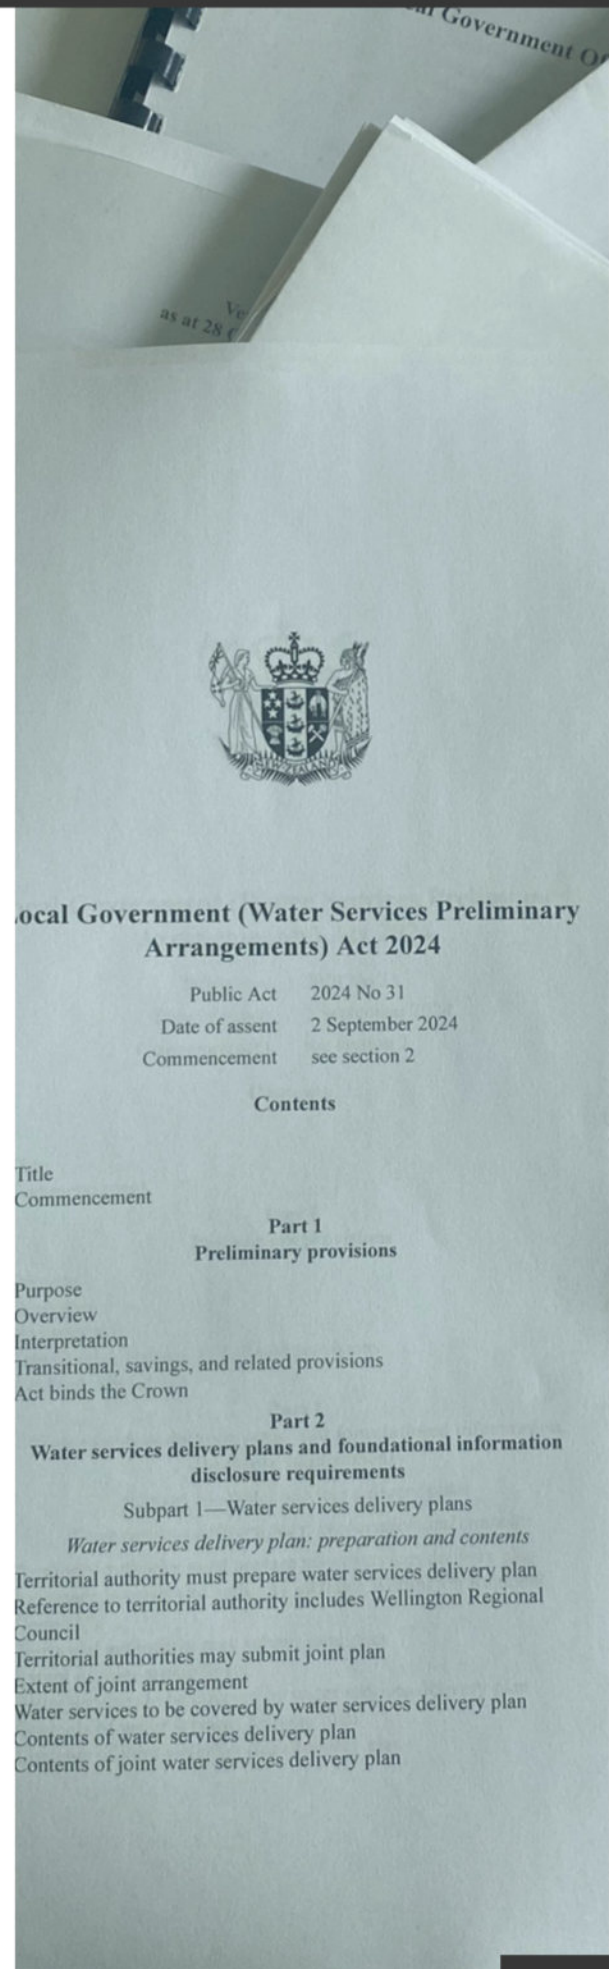 Government
as at 28
NEW ZEALAND
ocal Government (Water Services Preliminary
Arrangements) Act 2024
Public Act 2024 No 31
Date of assent 2 September 2024
Commencement see section 2
Contents
Title
Commencement
Part 1
Preliminary provisions
Purpose
Overview
Interpretation
Transitional, savings, and related provisions
Act binds the Crown
Part 2
Water services delivery plans and foundational information
disclosure requirements
Subpart 1—Water services delivery plans
Water services delivery plan: preparation and contents
Territorial authority must prepare water services delivery plan
Reference to territorial authority includes Wellington Regional
Council
Territorial authorities may submit joint plan
Extent of joint arrangement
Water services to be covered by water services delivery plan
Contents of water services delivery plan
Contents of joint water services delivery plan